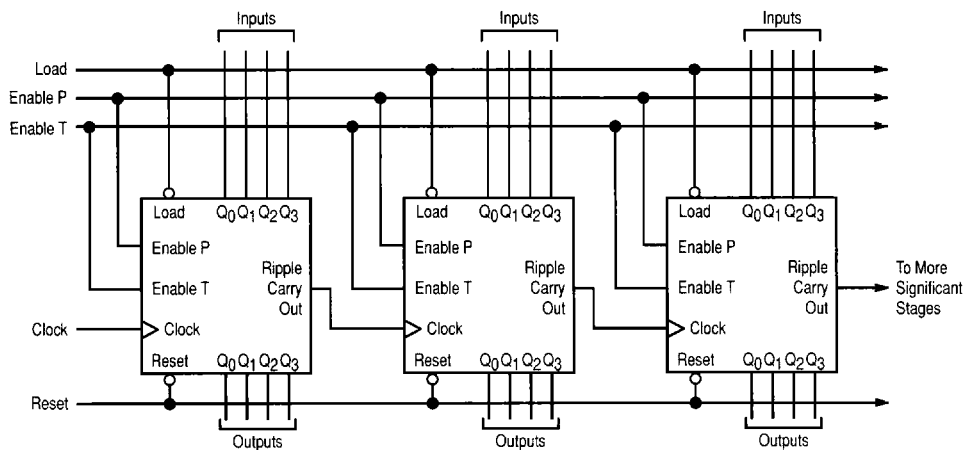 Inputs
Inputs
Inputs
Load
Enable P
Enable T
Load
Q0 Q1 Q2 Q3
Enable P
Enable T
Ripple
Carry
Out
Clock
Reset
Q0 Q1 Q2 Q3
Load
Q0 Q1 Q2 Q3
Enable P
Enable T
Ripple
Carry
Out
Clock
Reset
Q0 Q1 Q2 Q3
Load
Q0 Q1 Q2 Q3
Enable P
Enable T
Ripple
Carry
Out
Clock
Reset
Q0 Q1 Q2 Q3
To More
Significant
Stages
Clock
Reset
Outputs
Outputs
Outputs